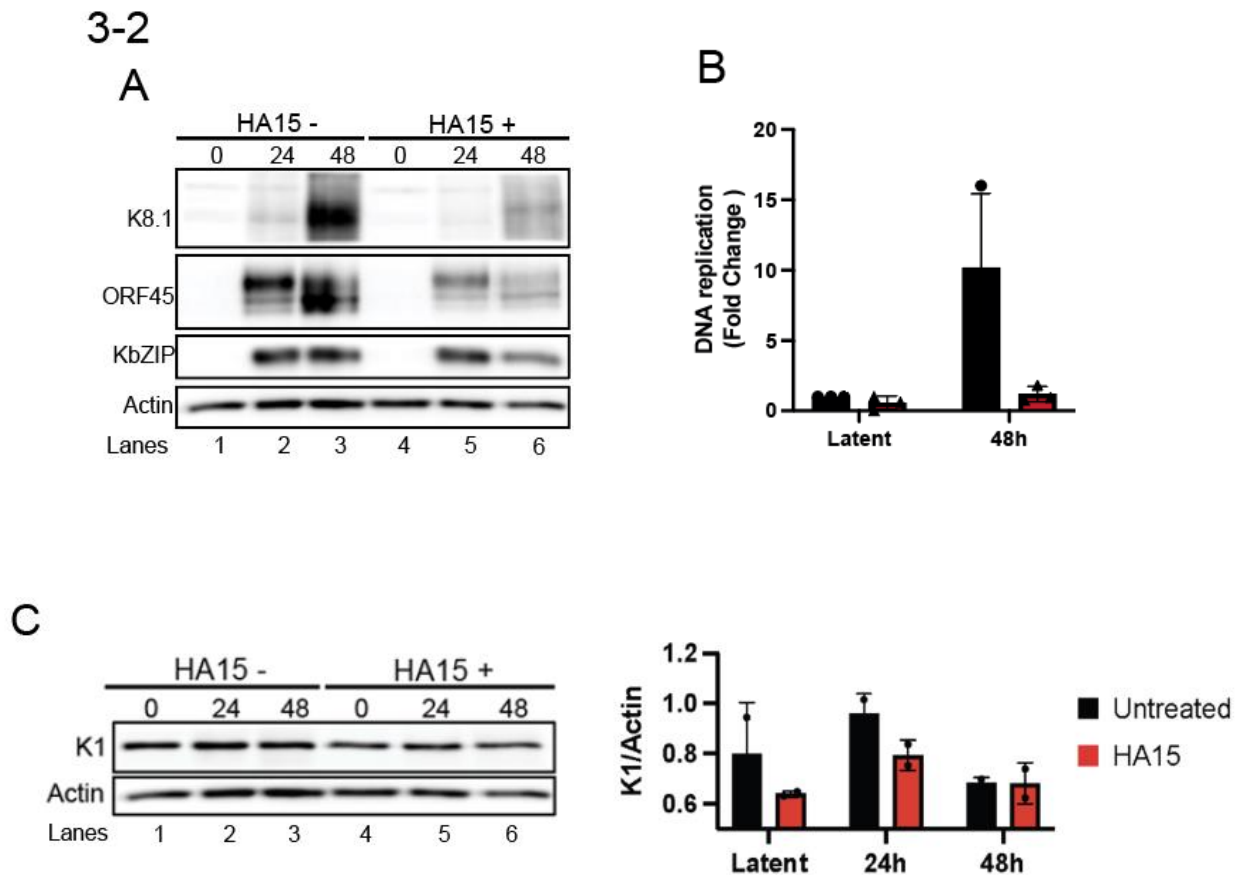 3-2
A
HA15 - HA15 +
0 24 48 0 24 48
K8.1
ORF45
KbZIP
Actin
Lanes 1 2 3 4 5 6
B
DNA replication
(Fold Change )
20
15
10
5
0
Latent 48h
C
HA15 - HA15 +
0 24 48 0 24 48
K1
Actin
Lanes 1 2 3 4 5 6
K1/Actin
1.2
1.0
0.8
0.6
Latent 24h 48h
Untreated
HA15